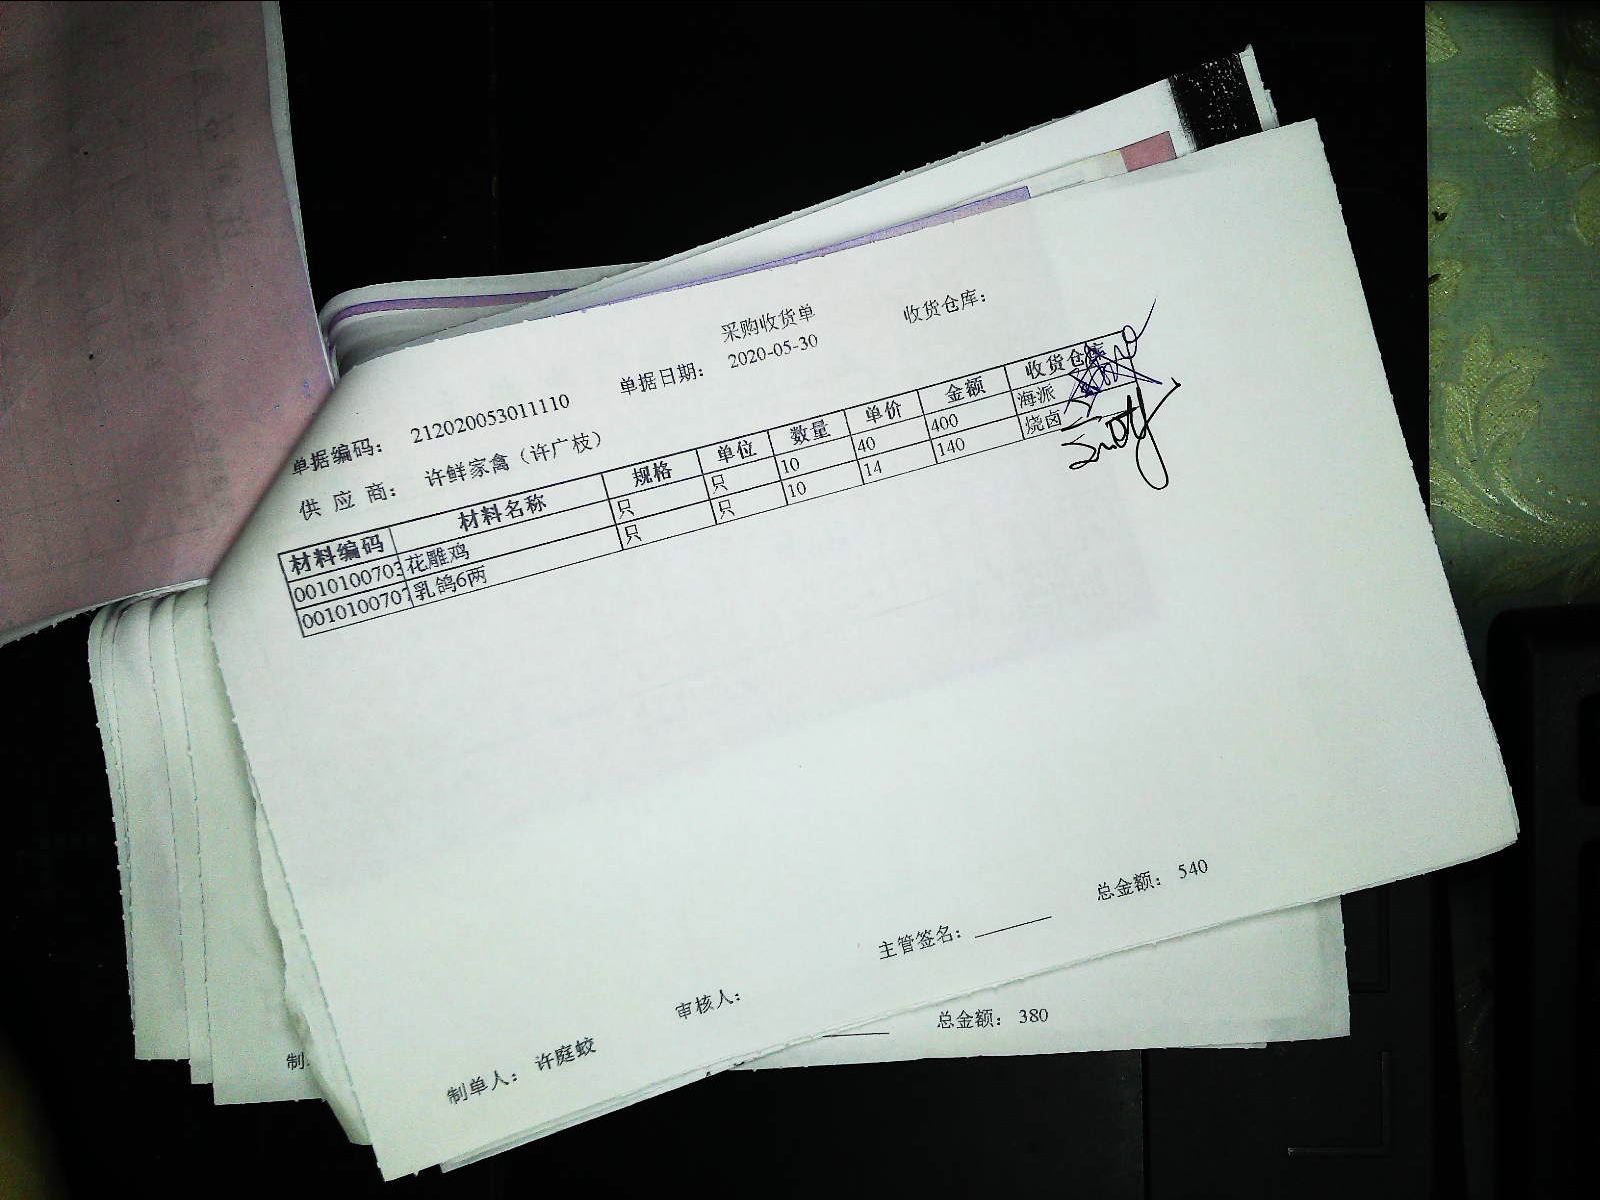 采购收货单
收货仓库：
单据编码： 212020053011110 单据日期： 2020-05-30
供 应 商： 许鲜家禽（许广枝）
材料编码 材料名称 规格 单位 数量 单价 金额 收货仓库
0010100703 花雕鸡 只 只 10 40 400 海派
0010100707 乳鸽6两 只 只 10 14 140 烧卤
主管签名： 总金额： 540
制单人： 许庭蛟 审核人：
总金额： 380